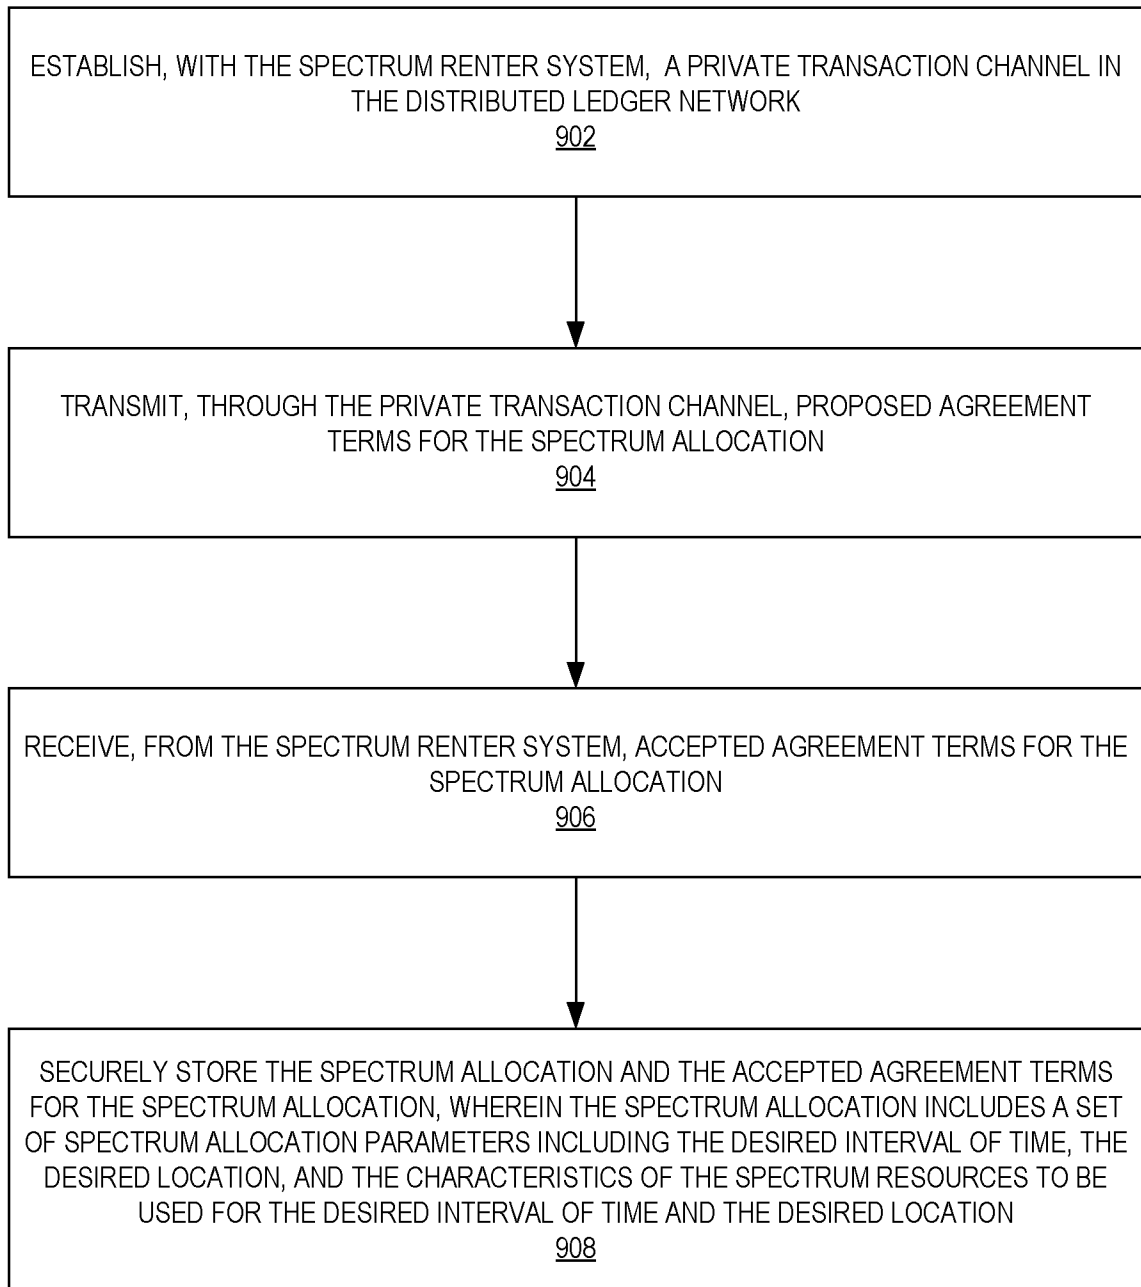 ESTABLISH, WITH THE SPECTRUM RENTER SYSTEM, A PRIVATE TRANSACTION CHANNEL IN
THE DISTRIBUTED LEDGER NETWORK
902
TRANSMIT, THROUGH THE PRIVATE TRANSACTION CHANNEL, PROPOSED AGREEMENT
TERMS FOR THE SPECTRUM ALLOCATION
904
RECEIVE, FROM THE SPECTRUM RENTER SYSTEM, ACCEPTED AGREEMENT TERMS FOR THE
SPECTRUM ALLOCATION
906
SECURELY STORE THE SPECTRUM ALLOCATION AND THE ACCEPTED AGREEMENT TERMS
FOR THE SPECTRUM ALLOCATION, WHEREIN THE SPECTRUM ALLOCATION INCLUDES A SET
OF SPECTRUM ALLOCATION PARAMETERS INCLUDING THE DESIRED INTERVAL OF TIME, THE
DESIRED LOCATION, AND THE CHARACTERISTICS OF THE SPECTRUM RESOURCES TO BE
USED FOR THE DESIRED INTERVAL OF TIME AND THE DESIRED LOCATION
908